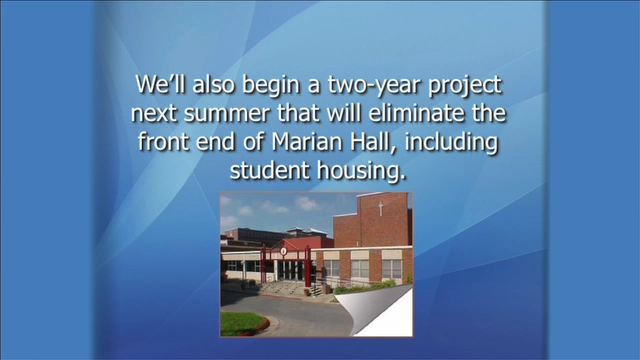 We'll also begin a two-year project
next summer that will eliminate the
front end of Marian Hall, including
student housing.